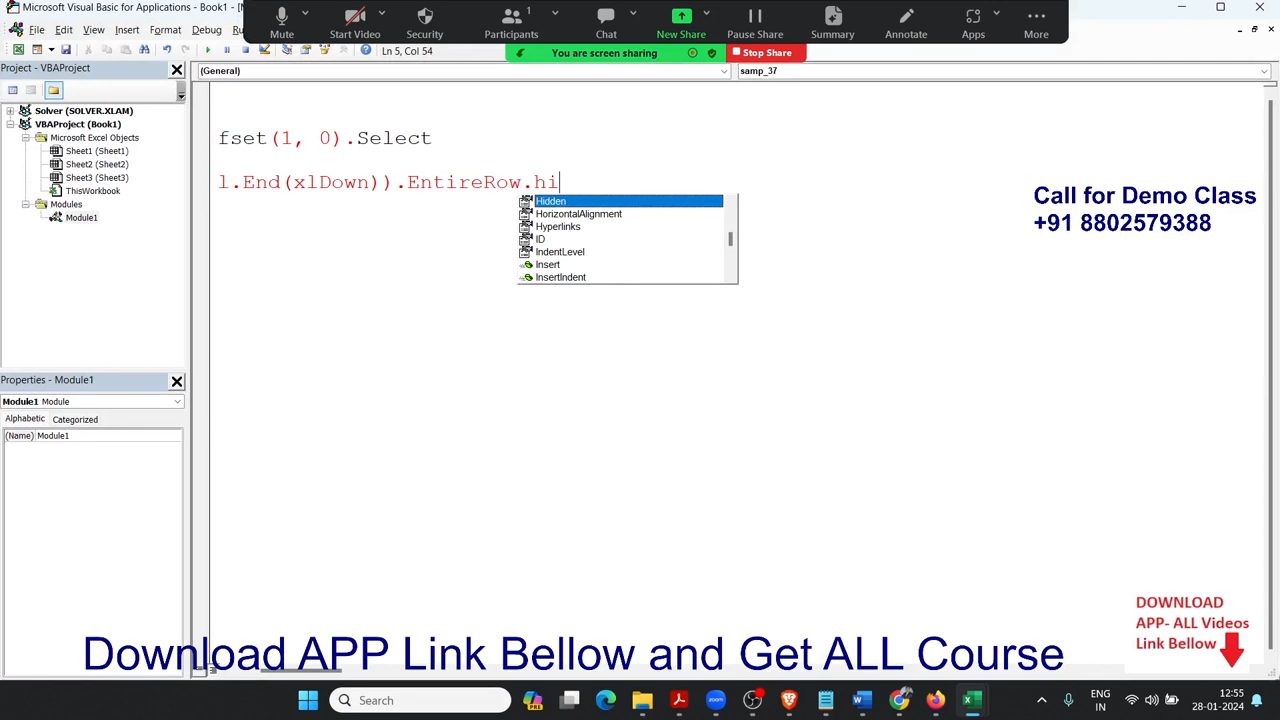 Microsoft Visual Basic for Applications - Book1 - [
File Edit View Insert Format Debug
Mute
Start Video
Security
1
Participants
Chat
New Share
Pause Share
Summary
Annotate
Apps
More
Ln 5, Col 54
You are screen sharing
Stop Share
Project - VBAProject
(General)
samp_37
Solver (SOLVER.XLAM)
VBAProject (Book1)
Microsoft Excel Objects
Sheet1 (Sheet1)
Sheet2 (Sheet2)
Sheet3 (Sheet3)
ThisWorkbook
Modules
Module1
fset(1, 0).Select
l.End(xlDown)).EntireRow.hi
Hidden
HorizontalAlignment
Hyperlinks
ID
IndentLevel
Insert
InsertIndent
Call for Demo Class
+91 8802579388
Properties - Module1
Module1 Module
Alphabetic Categorized
(Name) Module1
DOWNLOAD
APP- ALL Videos
Link Bellow
Download APP Link Bellow and Get ALL Course
Search
PRE
ENG
IN
12:55
28-01-2024